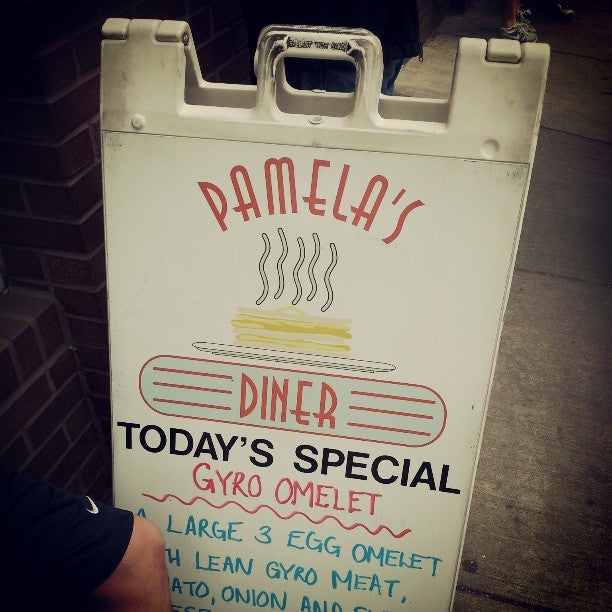 PAMELA'S
DINER
TODAY'S SPECIAL
GYRO OMELET
A LARGE 3 EGG OMELET
LEAN GYRO MEAT,
ONION AND